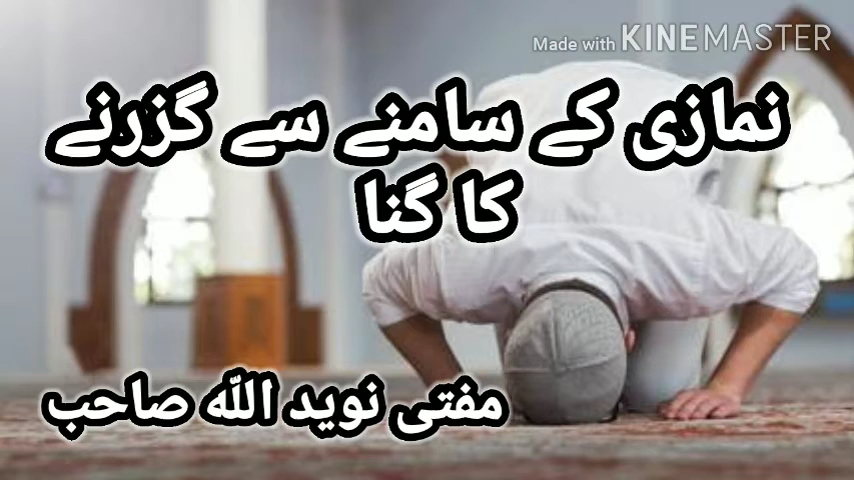 Made with KINEMASTER
نمازی کے سامنے سے گزرنے
کا گنا
مفتی نوید اللہ صاحب